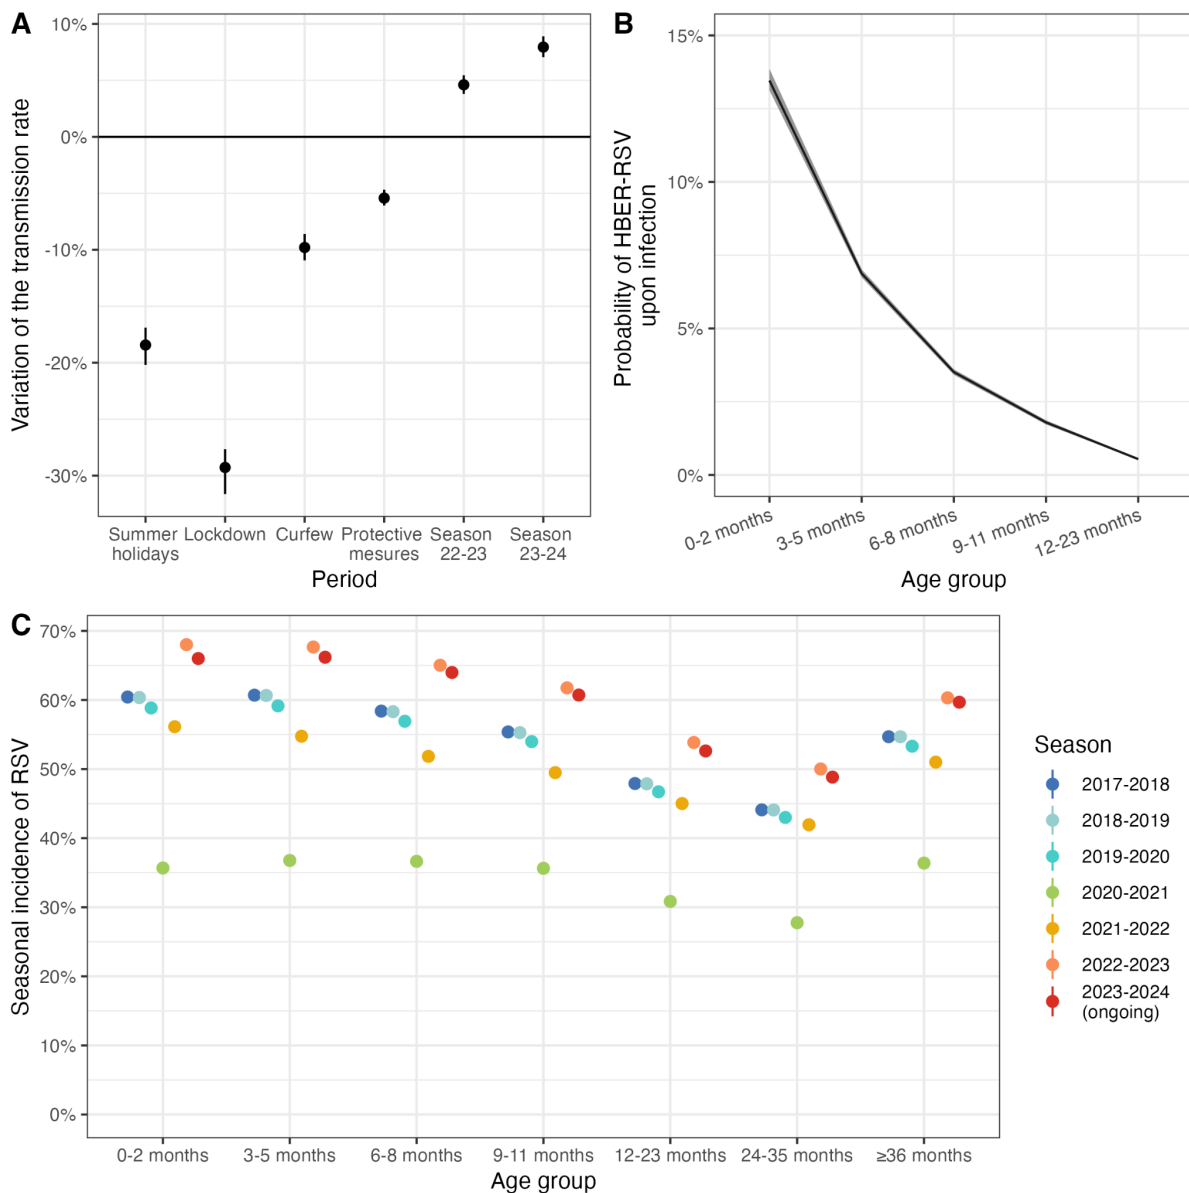 A
10%
0%
-10%
-20%
-30%
Variation of the transmission rate
Summer
holidays
Lockdown
Curfew
Protective
mesures
Season
22-23
Season
23-24
Period
B
15%
10%
5%
0%
Probability of HBER-RSV
upon infection
0-2 months
3-5 months
6-8 months
9-11 months
12-23 months
Age group
C
70%
60%
50%
40%
30%
20%
10%
0%
Seasonal incidence of RSV
0-2 months
3-5 months
6-8 months
9-11 months
12-23 months
24-35 months
≥36 months
Age group
Season
2017-2018
2018-2019
2019-2020
2020-2021
2021-2022
2022-2023
2023-2024
(ongoing)